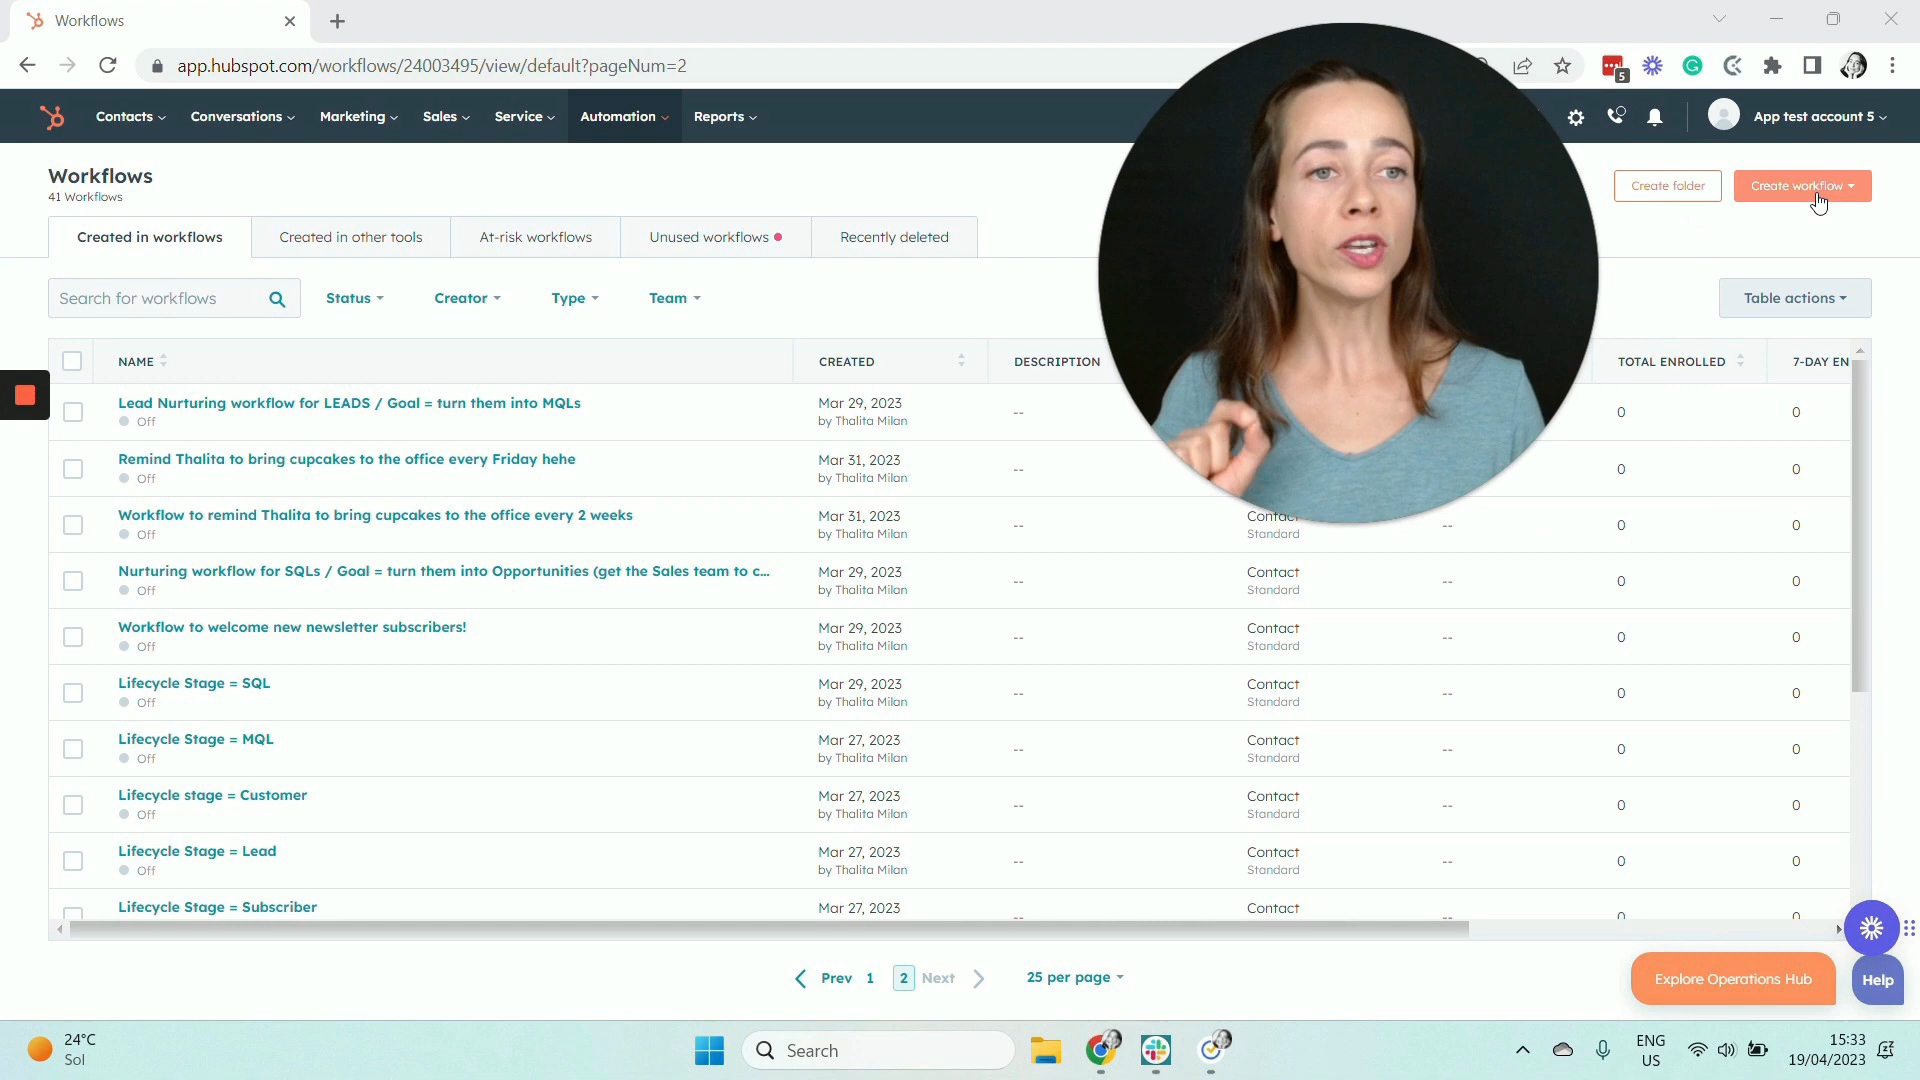 Workflows
app.hubspot.com/workflows/24003495/view/default?pageNum=2
5
Contacts
Conversations
Marketing
Sales
Service
Automation
Reports
App test account 5
Workflows
41 Workflows
Create folder
Create workflow
Created in workflows
Created in other tools
At-risk workflows
Unused workflows
Recently deleted
Search for workflows
Status
Creator
Type
Team
Table actions
NAME
CREATED
DESCRIPTION
TOTAL ENROLLED
7-DAY EN
Lead Nurturing workflow for LEADS / Goal = turn them into MQLs
Off
Mar 29, 2023
by Thalita Milan
--
0
0
Remind Thalita to bring cupcakes to the office every Friday hehe
Off
Mar 31, 2023
by Thalita Milan
--
0
0
Workflow to remind Thalita to bring cupcakes to the office every 2 weeks
Off
Mar 31, 2023
by Thalita Milan
--
Contact
Standard
--
0
0
Nurturing workflow for SQLs / Goal = turn them into Opportunities (get the Sales team to c...
Off
Mar 29, 2023
by Thalita Milan
--
Contact
Standard
--
0
0
Workflow to welcome new newsletter subscribers!
Off
Mar 29, 2023
by Thalita Milan
--
Contact
Standard
--
0
0
Lifecycle Stage = SQL
Off
Mar 29, 2023
by Thalita Milan
--
Contact
Standard
--
0
0
Lifecycle Stage = MQL
Off
Mar 27, 2023
by Thalita Milan
--
Contact
Standard
--
0
0
Lifecycle stage = Customer
Off
Mar 27, 2023
by Thalita Milan
--
Contact
Standard
--
0
0
Lifecycle Stage = Lead
Off
Mar 27, 2023
by Thalita Milan
--
Contact
Standard
--
0
0
Lifecycle Stage = Subscriber
Mar 27, 2023
--
Contact
--
0
0
Prev 1 2 Next
25 per page
Explore Operations Hub
Help
24°C
Sol
Search
ENG
US
15:33
19/04/2023